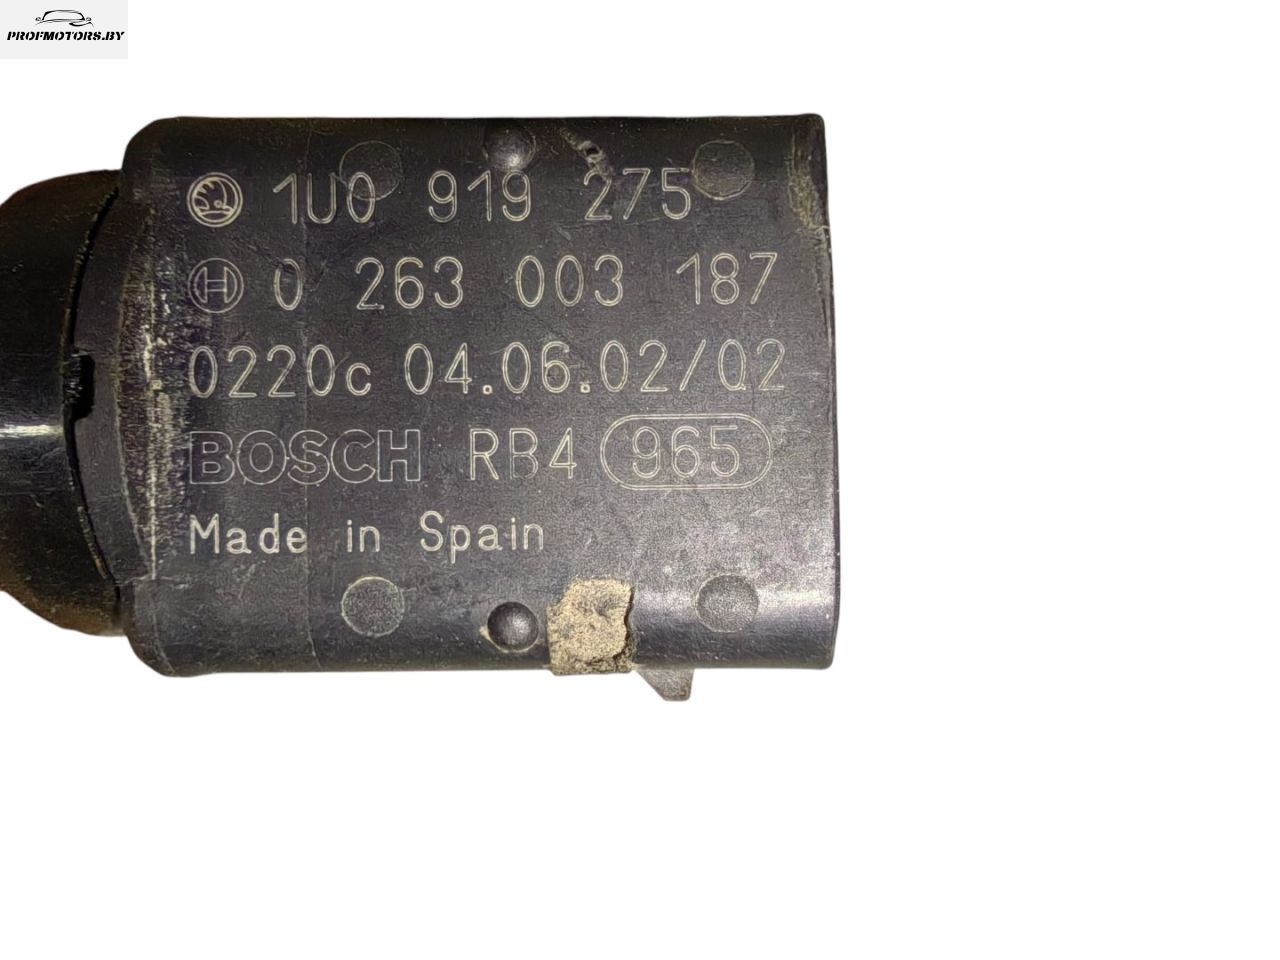 PROFMOTORS.BY
1U0 919 275
0 263 003 187
0220c 04.06.02/02
BOSCH RB4 965
Made in Spain